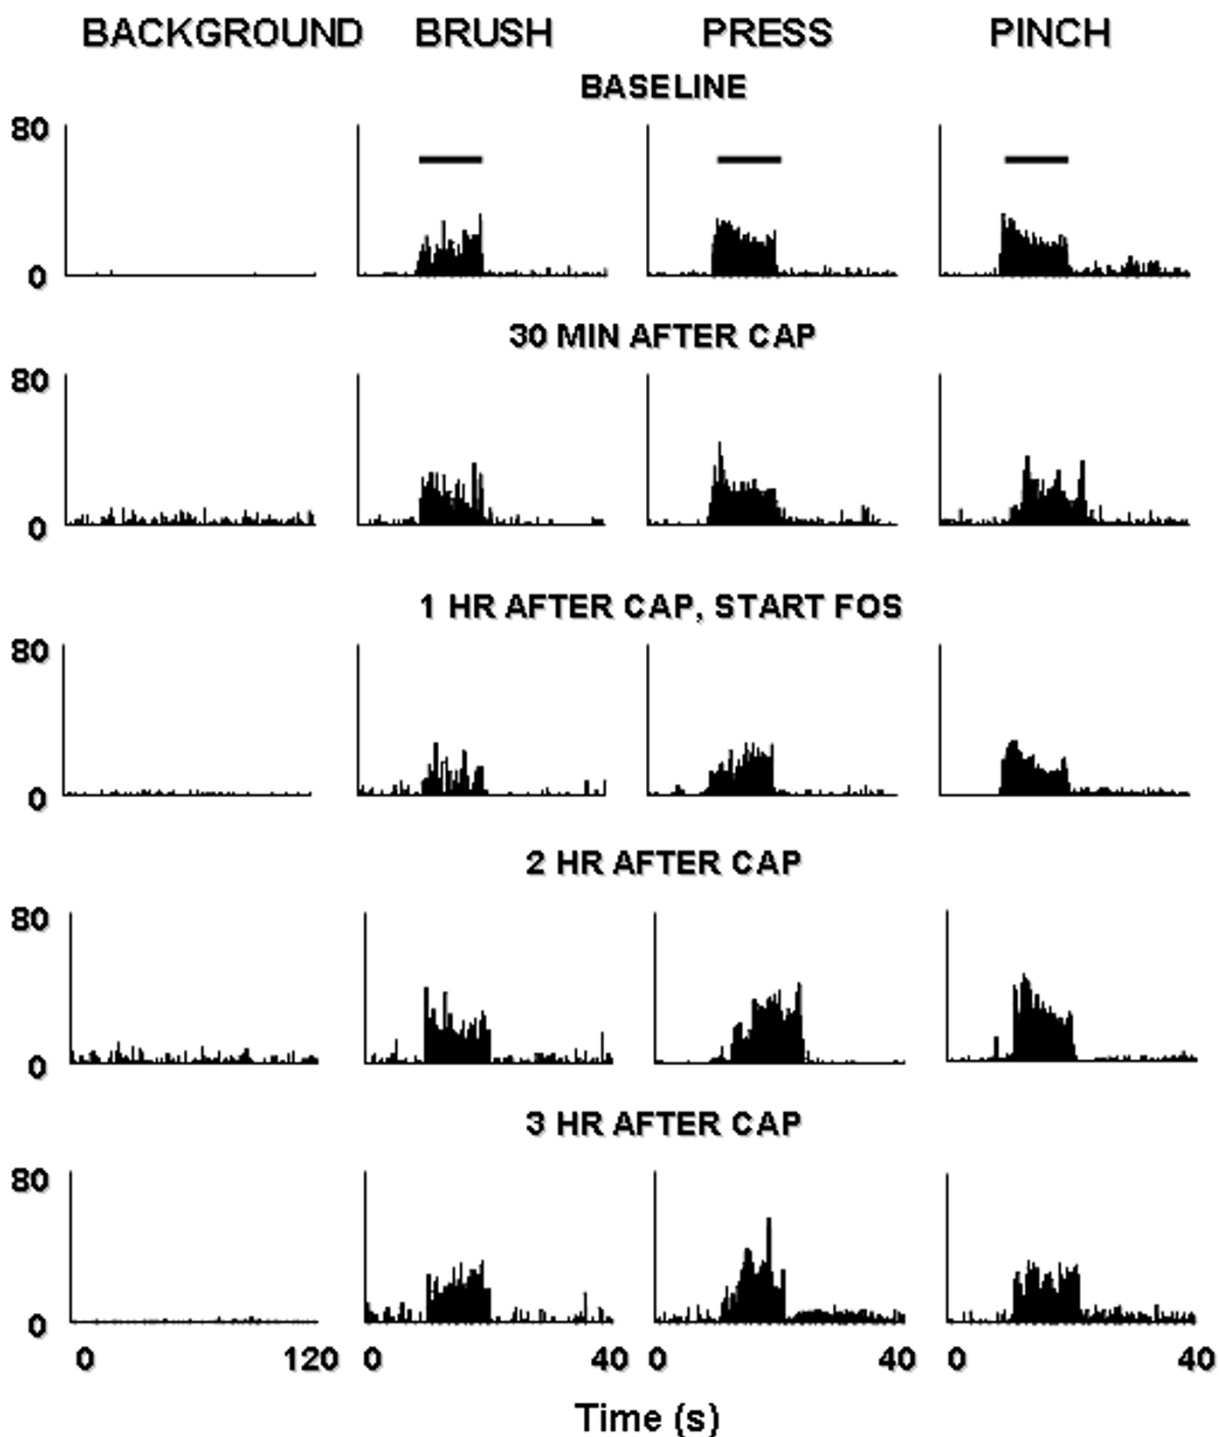 BACKGROUND BRUSH PRESS PINCH
BASELINE
80
0
30 MIN AFTER CAP
80
0
1 HR AFTER CAP, START FOS
80
0
2 HR AFTER CAP
80
0
3 HR AFTER CAP
80
0
0 120 0 40 0 40 0 40
Time (s)